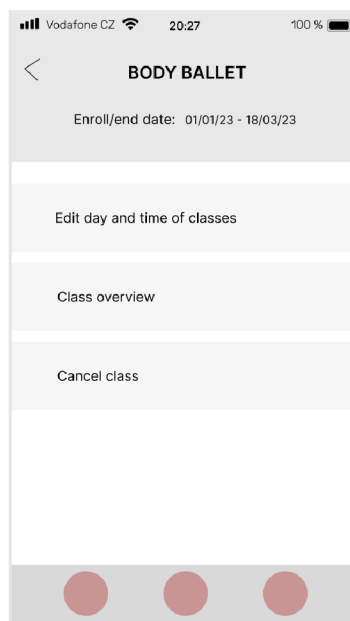 Vodafone CZ 20:27 100 %
BODY BALLET
Enroll/end date: 01/01/23 - 18/03/23
Edit day and time of classes
Class overview
Cancel class